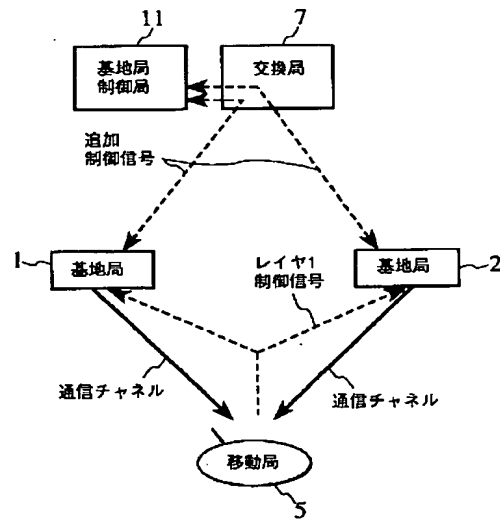 11
7
基地局
制御局
交換局
追加
制御信号
1
基地局
レイヤ1
制御信号
基地局
2
通信チャネル
通信チャネル
移動局
5